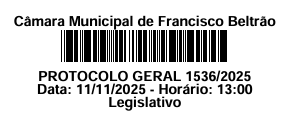 Câmara Municipal de Francisco Beltrão
PROTOCOLO GERAL 1536/2025
Data: 11/11/2025 - Horário: 13:00
Legislativo